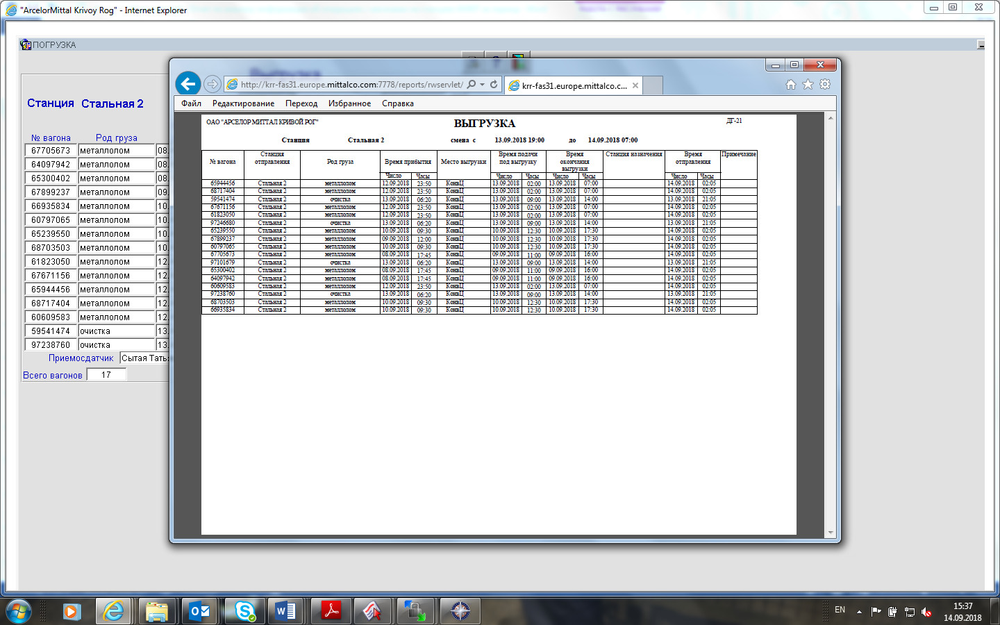 "ArcelorMittal Krivoy Rog" - Internet Explorer
ПОГРУЗКА
Станция Стальная 2
№ вагона Род груза
67705673 металлолом 08.
64097942 металлолом 08.
65300402 металлолом 08.
67899237 металлолом 09.
66935834 металлолом 10.
60797065 металлолом 10.
65239550 металлолом 10.
68703503 металлолом 10.
61823050 металлолом 12.
67671156 металлолом 12.
65944456 металлолом 12.
68717404 металлолом 12.
60609583 металлолом 12.
59541474 очистка 13.
97238760 очистка 13.
Приемосдатчик Сытая Тать
Всего вагонов 17
Выгрузка
http://krr-fas31.europe.mittalco.com:7778/reports/rwservlet/
krr-fas31.europe.mittalco.c...
Файл Редактирование Переход Избранное Справка
ОАО "АРСЕЛОР МИТТАЛ КРИВОЙ РОГ" ВЫГРУЗКА ДГ-21
Станция Стальная 2 смена с 13.09.2018 19:00 до 14.09.2018 07:00
№ вагона Станция отправления Род груза Время прибытия Место выгрузки Время подачи под выгрузку Время окончания выгрузки Станция назначения Время отправления Примечание
Число Часы Число Часы Число Часы Число Часы
65944456 Стальная 2 металлолом 12.09.2018 23:50 КонвЦ 13.09.2018 02:00 13.09.2018 07:00 14.09.2018 02:05
68717404 Стальная 2 металлолом 12.09.2018 23:50 КонвЦ 13.09.2018 02:00 13.09.2018 07:00 14.09.2018 02:05
59541474 Стальная 2 очистка 13.09.2018 06:20 КонвЦ 13.09.2018 09:00 13.09.2018 14:00 13.09.2018 21:05
67671156 Стальная 2 металлолом 12.09.2018 23:50 КонвЦ 13.09.2018 02:00 13.09.2018 07:00 14.09.2018 02:05
61823050 Стальная 2 металлолом 12.09.2018 23:50 КонвЦ 13.09.2018 02:00 13.09.2018 07:00 14.09.2018 02:05
97246680 Стальная 2 очистка 13.09.2018 06:20 КонвЦ 13.09.2018 09:00 13.09.2018 14:00 13.09.2018 21:05
65239550 Стальная 2 металлолом 10.09.2018 09:30 КонвЦ 10.09.2018 12:30 10.09.2018 17:30 14.09.2018 02:05
67899237 Стальная 2 металлолом 09.09.2018 12:00 КонвЦ 10.09.2018 12:30 10.09.2018 17:30 14.09.2018 02:05
60797065 Стальная 2 металлолом 10.09.2018 09:30 КонвЦ 10.09.2018 12:30 10.09.2018 17:30 14.09.2018 02:05
67705673 Стальная 2 металлолом 08.09.2018 17:45 КонвЦ 09.09.2018 11:00 09.09.2018 16:00 14.09.2018 02:05
97101679 Стальная 2 очистка 13.09.2018 06:20 КонвЦ 13.09.2018 09:00 13.09.2018 14:00 13.09.2018 21:05
65300402 Стальная 2 металлолом 08.09.2018 17:45 КонвЦ 09.09.2018 11:00 09.09.2018 16:00 14.09.2018 02:05
64097942 Стальная 2 металлолом 08.09.2018 17:45 КонвЦ 09.09.2018 11:00 09.09.2018 16:00 14.09.2018 02:05
60609583 Стальная 2 металлолом 12.09.2018 23:50 КонвЦ 13.09.2018 02:00 13.09.2018 07:00 14.09.2018 02:05
97238760 Стальная 2 очистка 13.09.2018 06:20 КонвЦ 13.09.2018 09:00 13.09.2018 14:00 13.09.2018 21:05
68703503 Стальная 2 металлолом 10.09.2018 09:30 КонвЦ 10.09.2018 12:30 10.09.2018 17:30 14.09.2018 02:05
66935834 Стальная 2 металлолом 10.09.2018 09:30 КонвЦ 10.09.2018 12:30 10.09.2018 17:30 14.09.2018 02:05
EN
15:37
14.09.2018